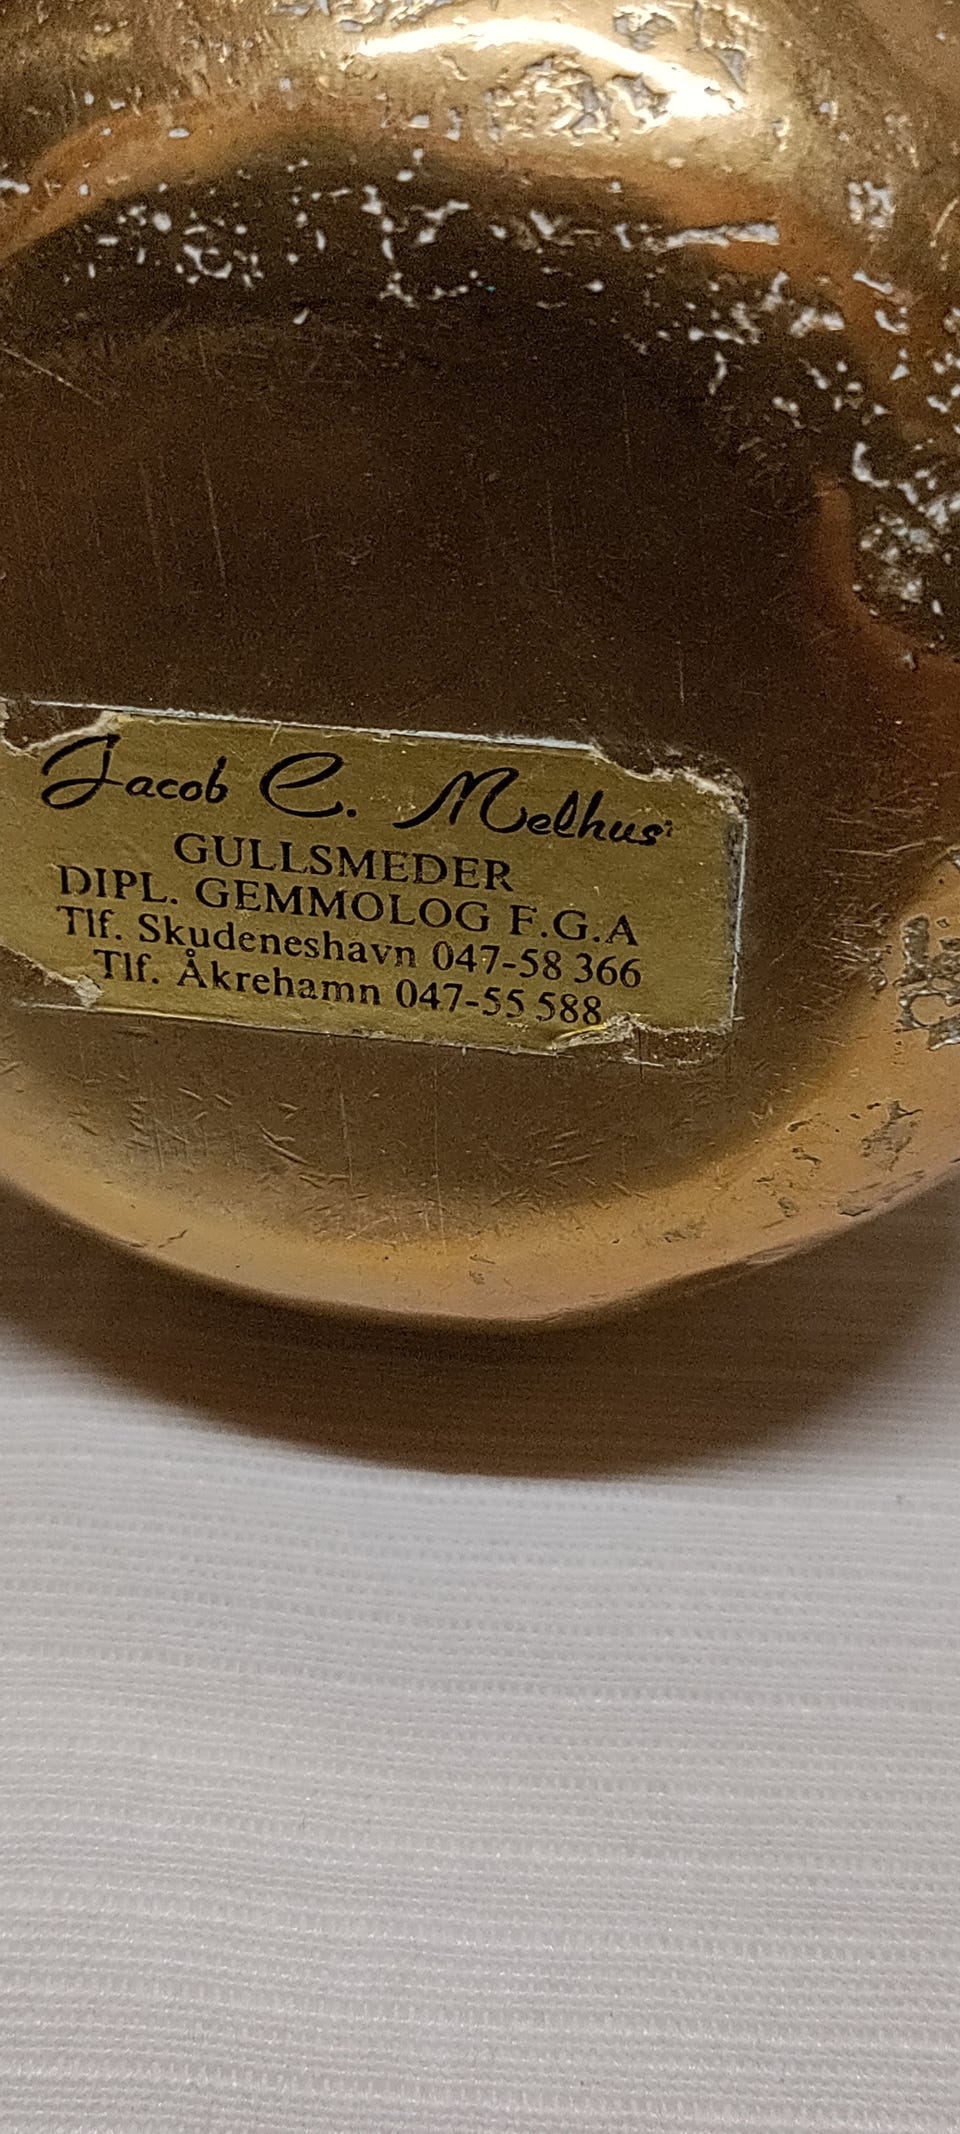 Jacob C. Melhus
GULLSMEDER
DIPL. GEMMOLOG F.G.A
Tlf. Skudeneshavn 047-58 366
Tlf. Åkrehamn 047-55 588